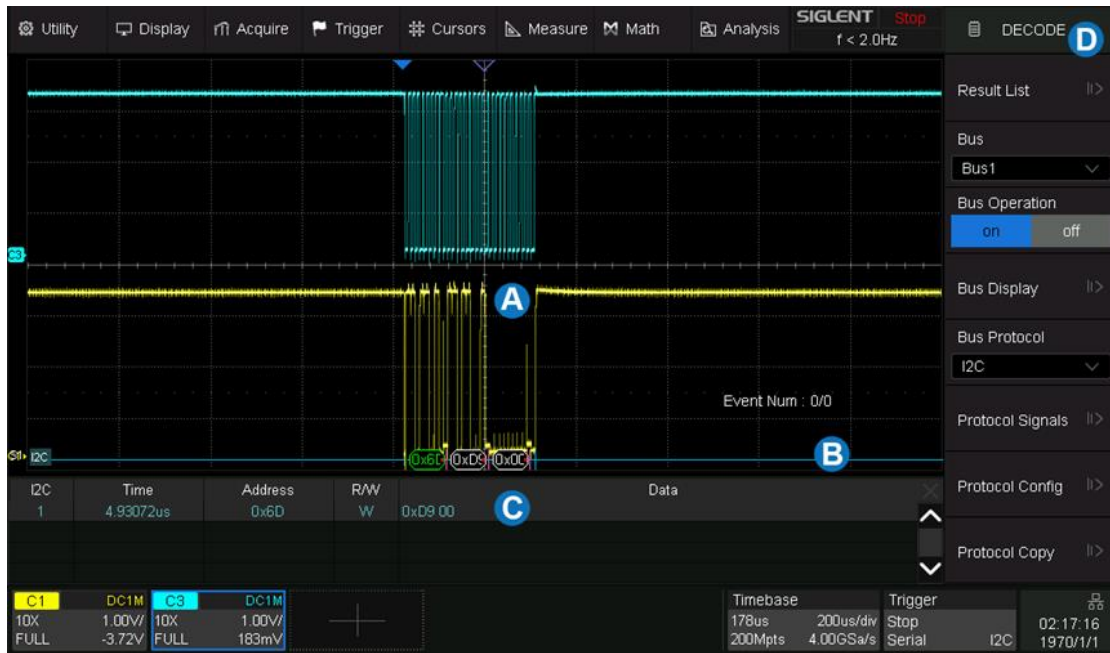 Utility Display Acquire Trigger Cursors Measure Math Analysis SIGLENT Stop
f < 2.0Hz
DECODE D
Result List
Bus
Bus1
Bus Operation
on off
Bus Display
Bus Protocol
I2C
Protocol Signals
Protocol Config
Protocol Copy
C3
A
Event Num : 0/0
B
S1 I2C
0x6D 0xD9 0x00
I2C Time Address R/W Data
1 4.93072us 0x6D W 0xD9 00 C
C1 DC1M C3 DC1M
10X 1.00V/ 10X 1.00V/
FULL -3.72V FULL 183mV
Timebase Trigger
178us 200us/div Stop
200Mpts 4.00GSa/s Serial I2C
02:17:16
1970/1/1